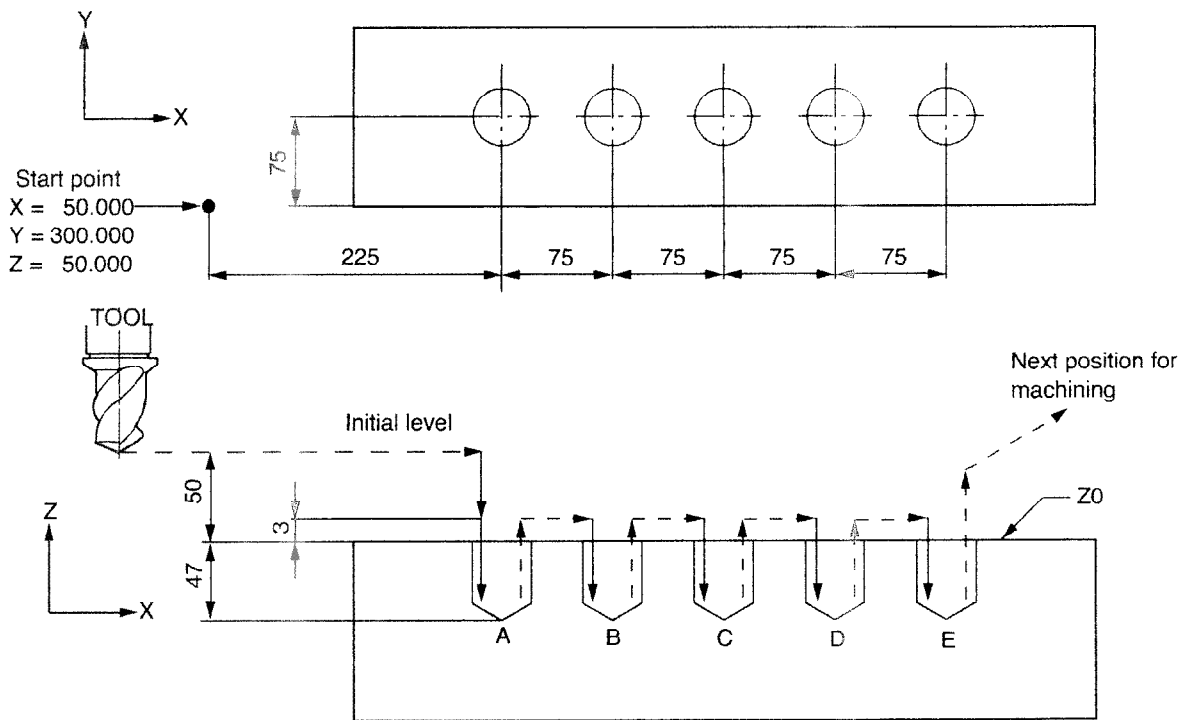 Y
X
75
Start point
X = 50.000
Y = 300.000
Z = 50.000
225
75
75
75
75
TOOL
Next position for
machining
Initial level
50
3
Z0
Z
47
X
A
B
C
D
E